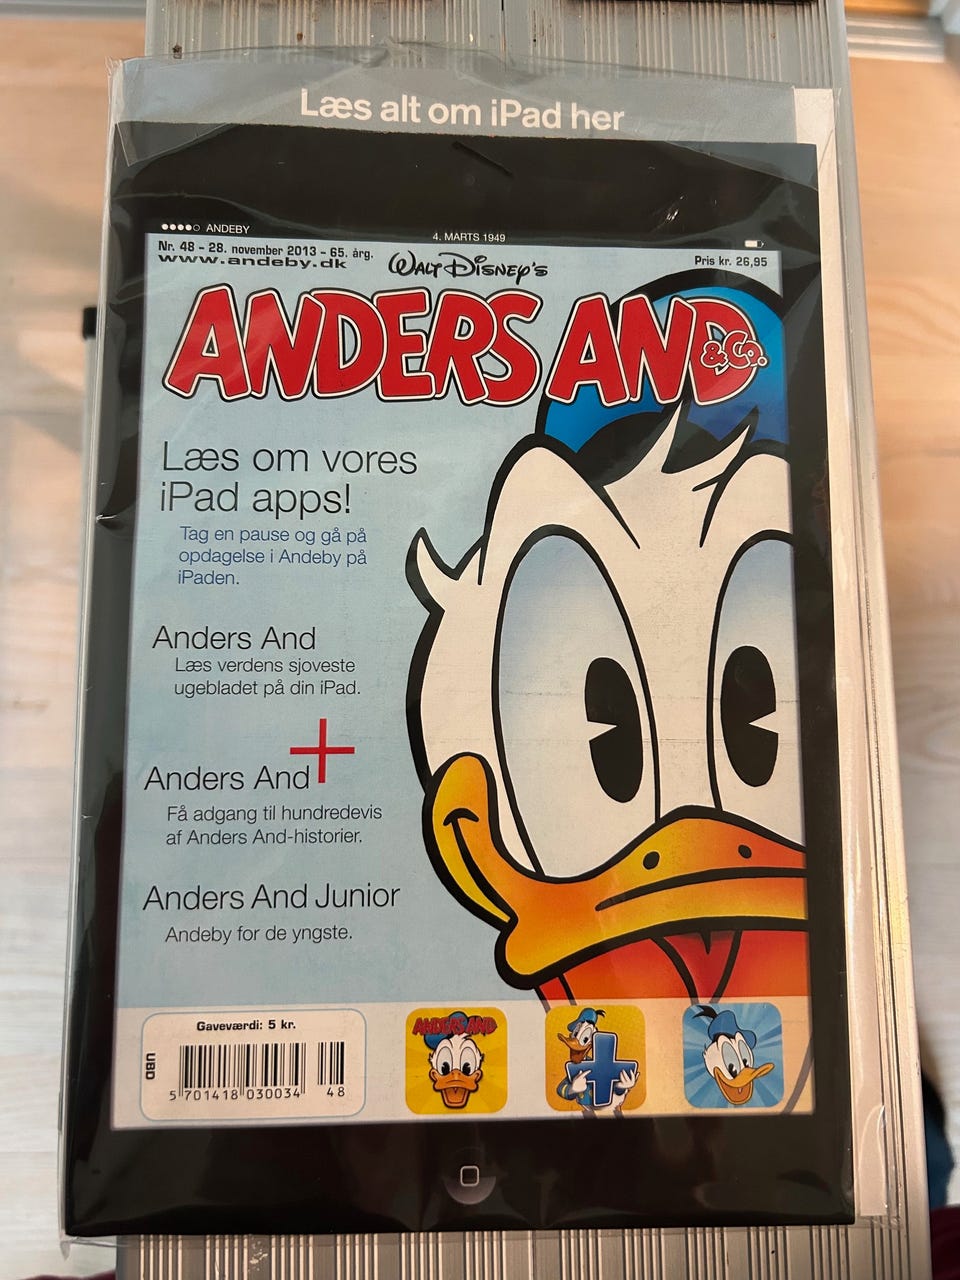 Læs alt om iPad her
ANDEBY
4. MARTS 1949
Nr. 48 - 28. november 2013 - 65. årg.
www.andeby.dk
WALT DISNEY'S
Pris kr. 26,95
ANDERS AND
& Co.
Læs om vores
iPad apps!
Tag en pause og gå på
opdagelse i Andeby på
iPaden.
Anders And
Læs verdens sjoveste
ugebladet på din iPad.
Anders And+
Få adgang til hundredevis
af Anders And-historier.
Anders And Junior
Andeby for de yngste.
Gaveværdi: 5 kr.
UBD
5 701418 030034 48
ANDERS AND